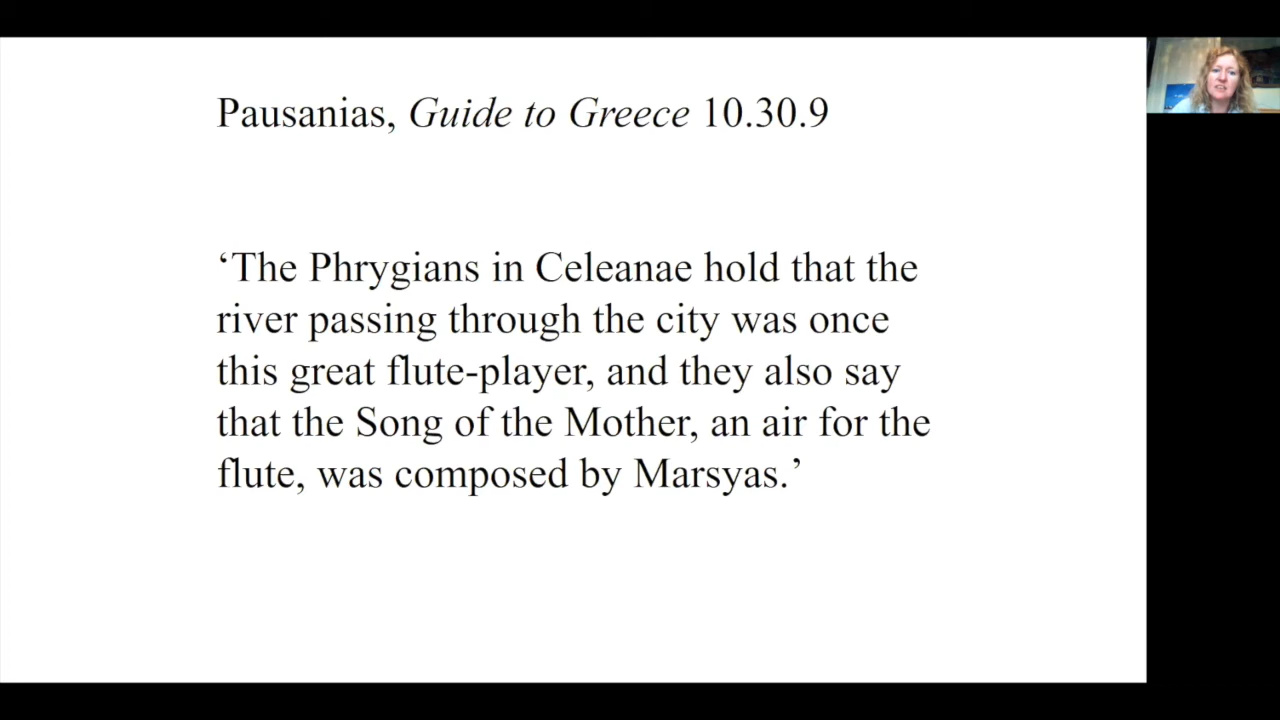 Pausanias, Guide to Greece 10.30.9
‘The Phrygians in Celeanae hold that the
river passing through the city was once
this great flute-player, and they also say
that the Song of the Mother, an air for the
flute, was composed by Marsyas.’